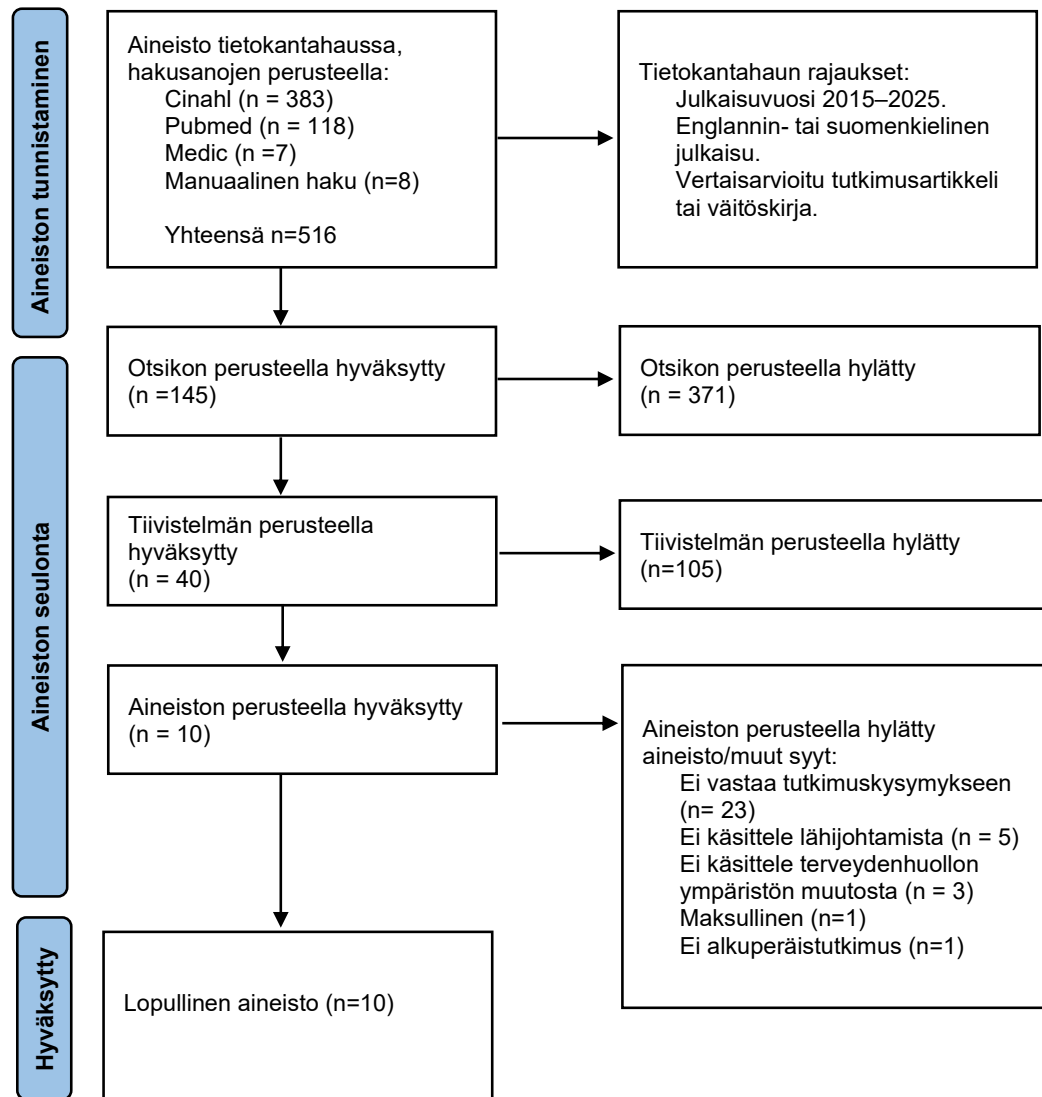 Aineiston tunnistaminen
Aineisto tietokantahaussa,
hakusanojen perusteella:
Cinahl (n = 383)
Pubmed (n = 118)
Medic (n =7)
Manuaalinen haku (n=8)
Yhteensä n=516
Tietokantahaun rajaukset:
Julkaisuvuosi 2015–2025.
Englannin- tai suomenkielinen
julkaisu.
Vertaisarvioitu tutkimusartikkeli
tai väitöskirja.
Aineiston seulonta
Otsikon perusteella hyväksytty
(n =145)
Otsikon perusteella hylätty
(n = 371)
Tiivistelmän perusteella
hyväksytty
(n = 40)
Tiivistelmän perusteella hylätty
(n=105)
Aineiston perusteella hyväksytty
(n = 10)
Aineiston perusteella hylätty
aineisto/muut syyt:
Ei vastaa tutkimuskysymykseen
(n= 23)
Ei käsittele lähijohtamista (n = 5)
Ei käsittele terveydenhuollon
ympäristön muutosta (n = 3)
Maksullinen (n=1)
Ei alkuperäistutkimus (n=1)
Hyväksytty
Lopullinen aineisto (n=10)